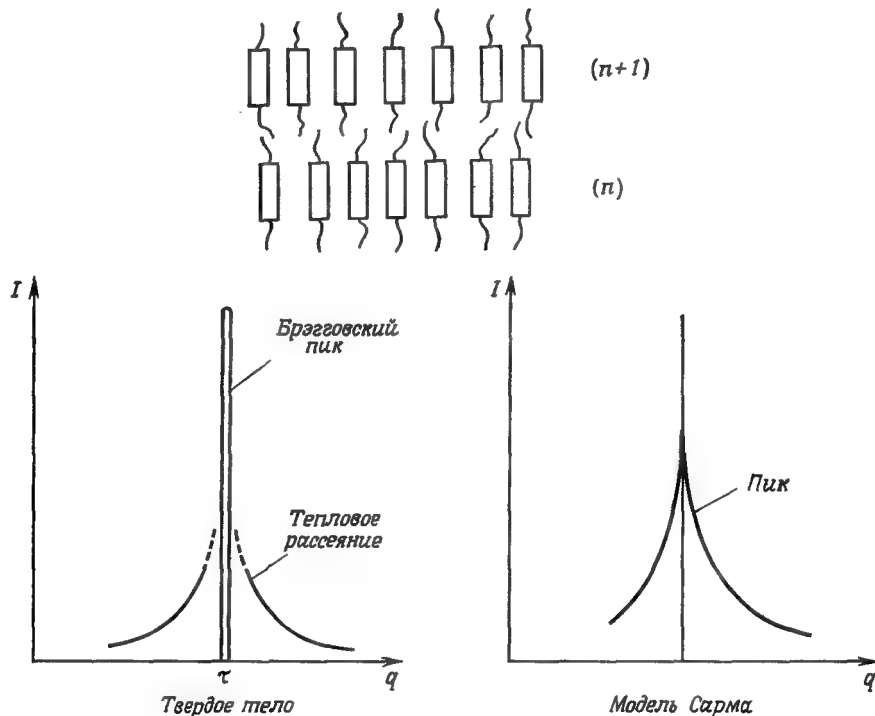 (n+1)
(n)
I
Брэгговский
пик
Тепловое
рассеяние
τ
q
Твердое тело
I
Пик
q
Модель Сарма